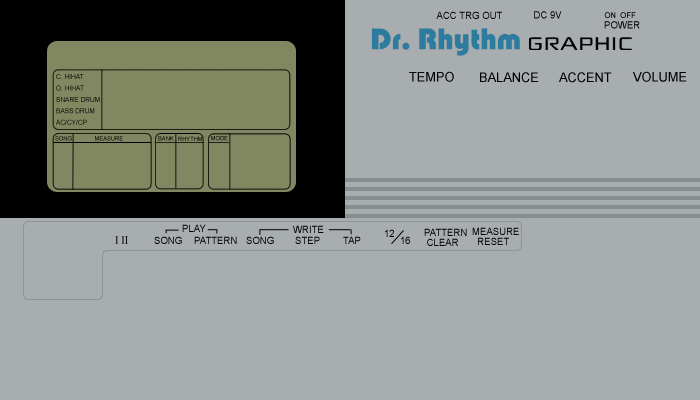 ACC TRG OUT DC 9V ON OFF
POWER
Dr. Rhythm GRAPHIC
TEMPO BALANCE ACCENT VOLUME
C. HIHAT
O. HIHAT
SNARE DRUM
BASS DRUM
AC/CY/CP
SONG MEASURE BANK RHYTHM MODE
PLAY WRITE
I II SONG PATTERN SONG STEP TAP 12/16 PATTERN CLEAR MEASURE RESET